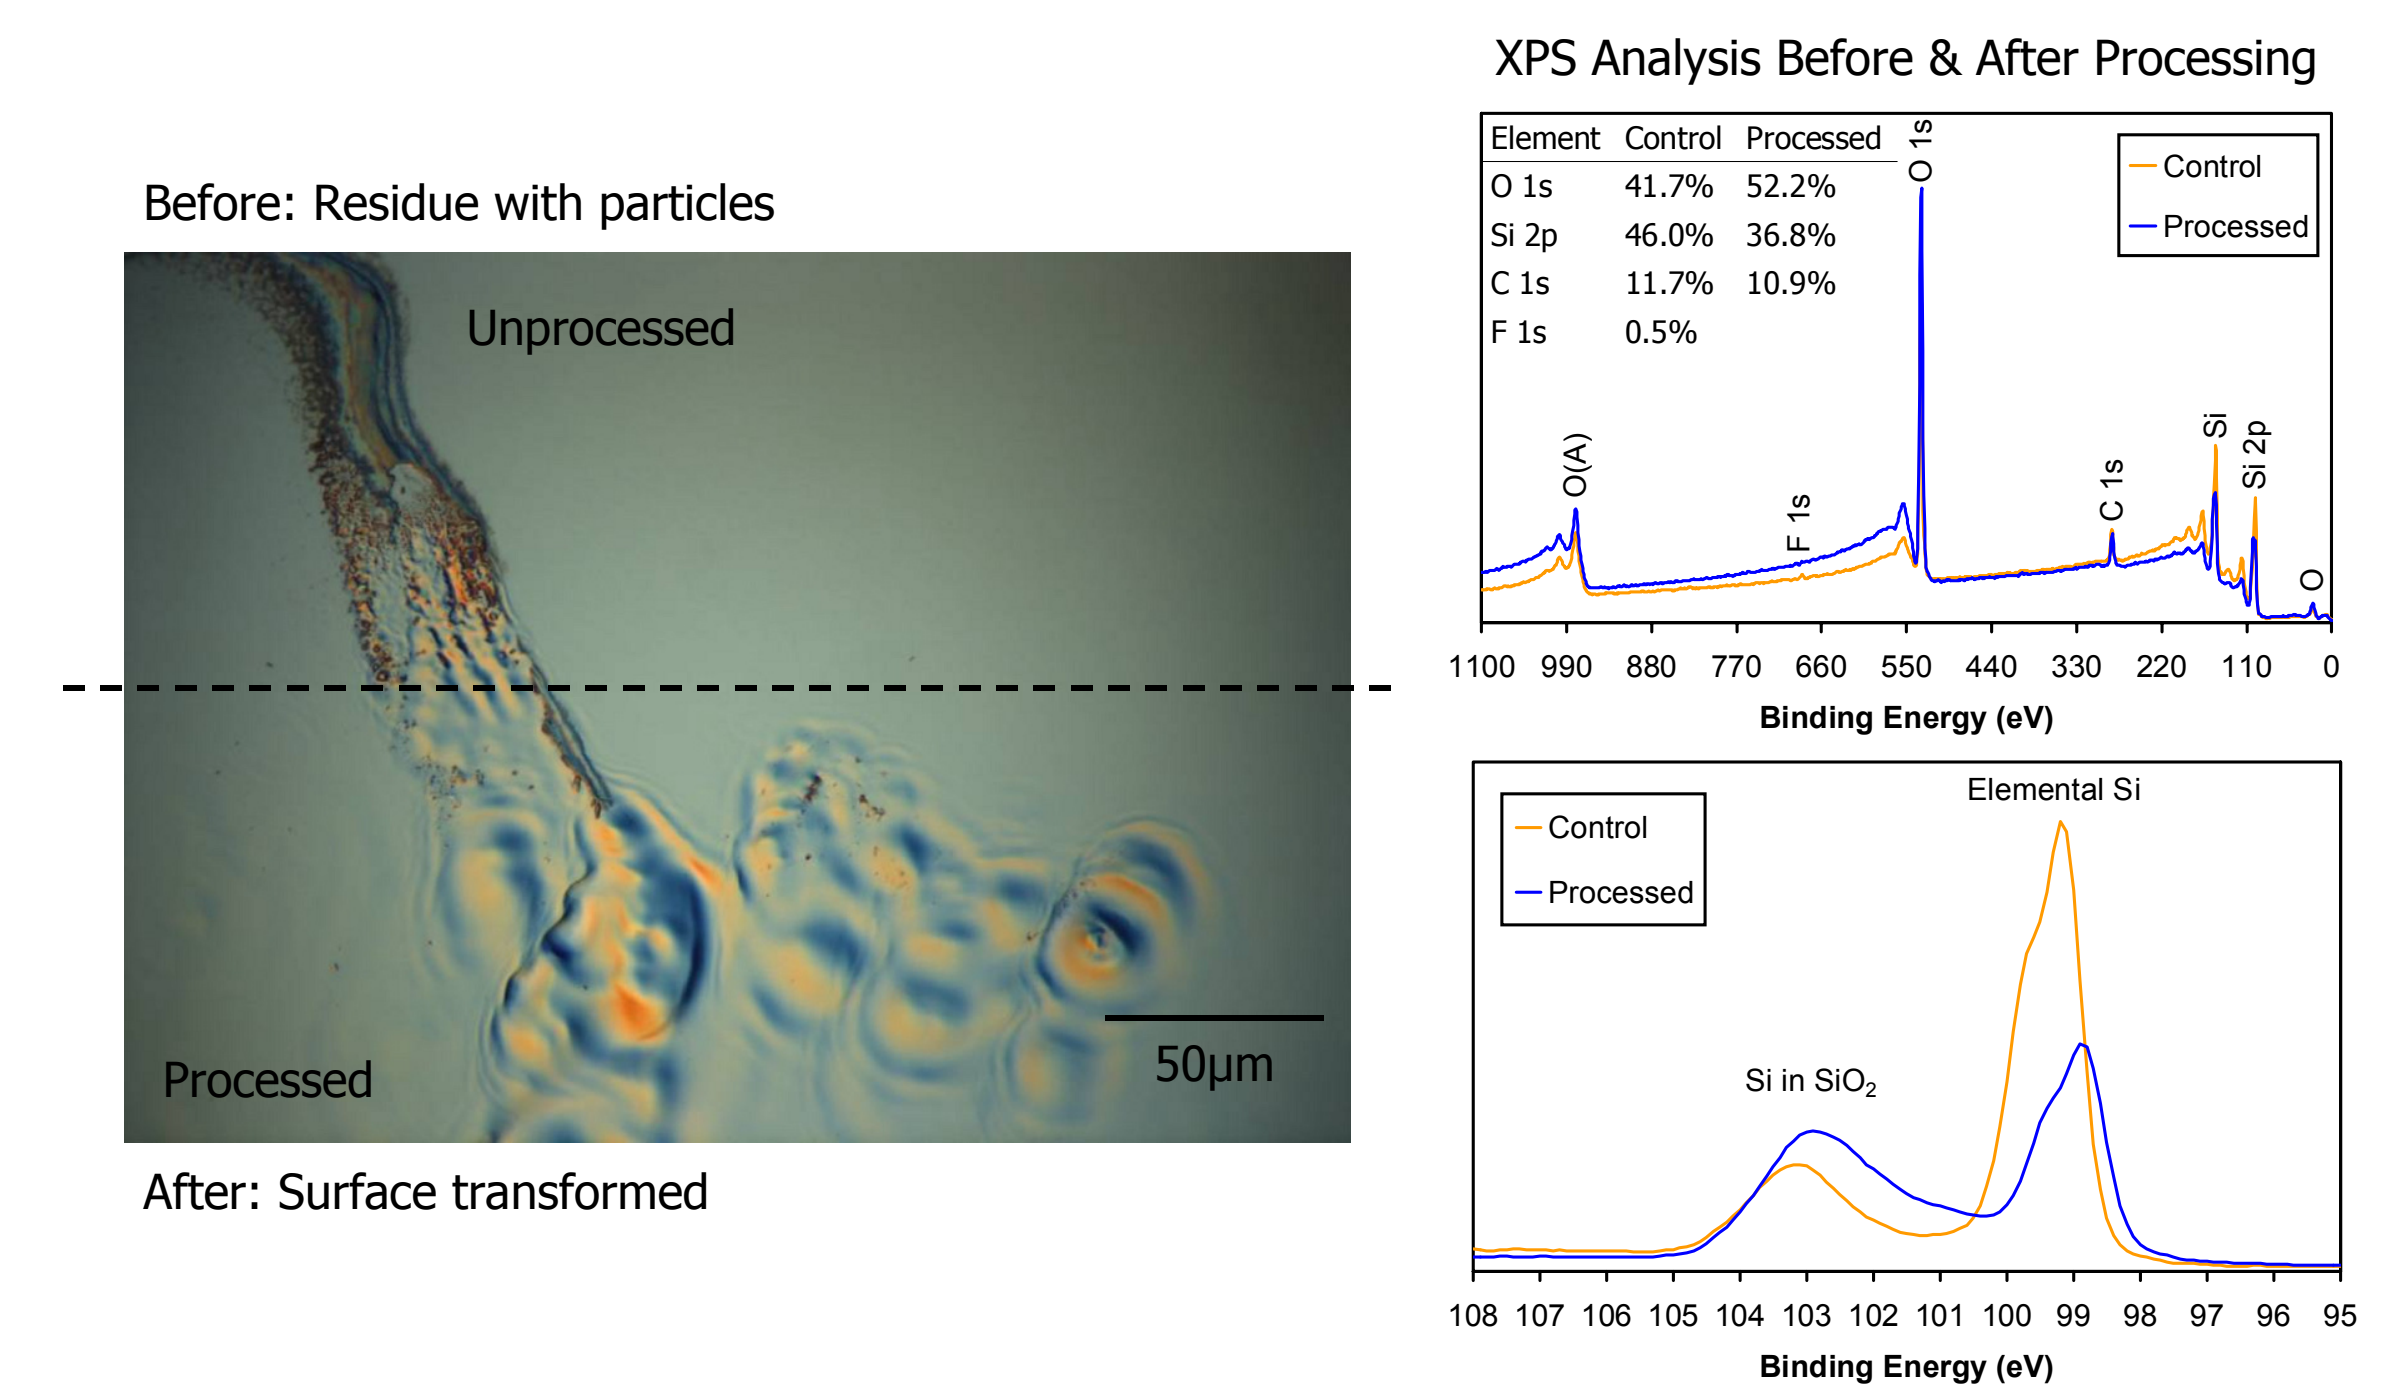 XPS Analysis Before & After Processing
Before: Residue with particles
Unprocessed
Processed
50µm
After: Surface transformed
Element Control Processed
O 1s 41.7% 52.2%
Si 2p 46.0% 36.8%
C 1s 11.7% 10.9%
F 1s 0.5%
Control
Processed
O(A)
F 1s
O 1s
C 1s
Si
Si 2p
O
1100 990 880 770 660 550 440 330 220 110 0
Binding Energy (eV)
Control
Processed
Elemental Si
Si in SiO₂
108 107 106 105 104 103 102 101 100 99 98 97 96 95
Binding Energy (eV)